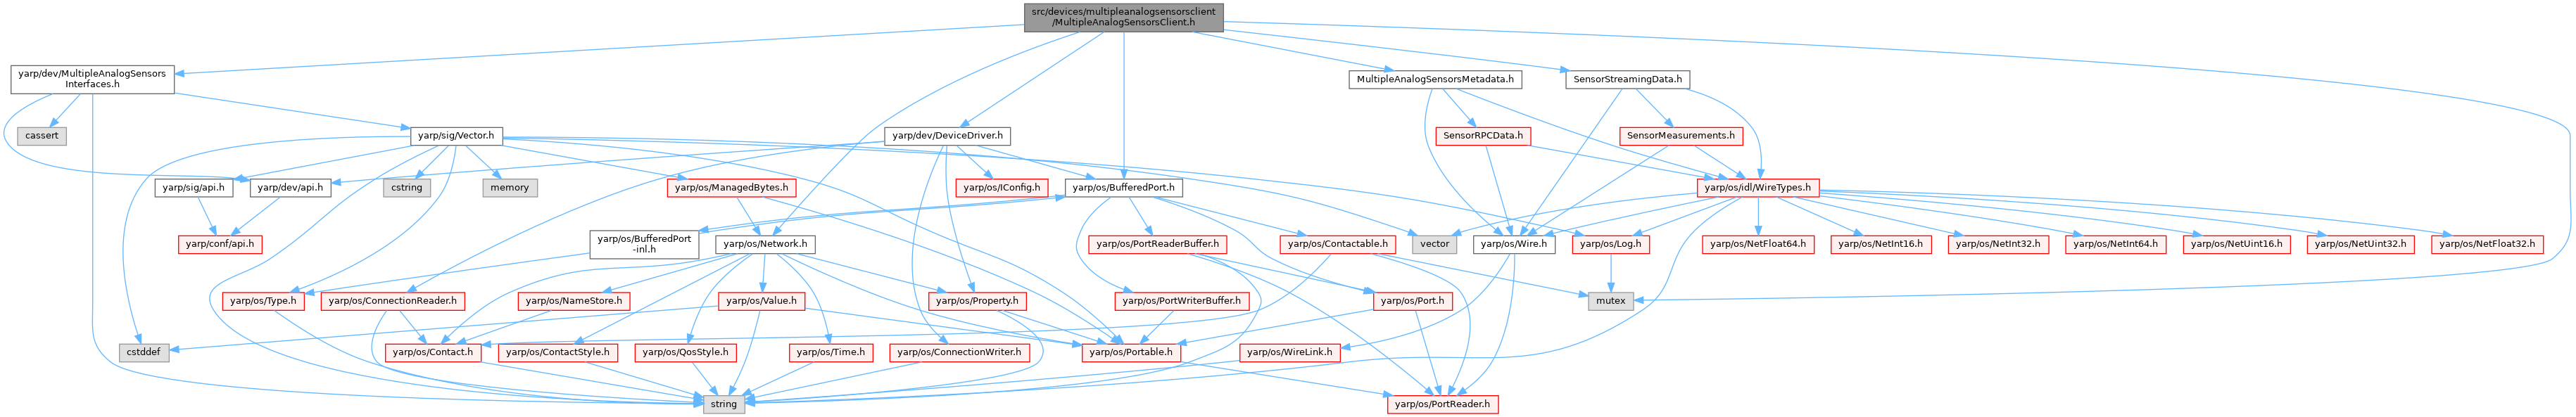 src/devices/multipleanalogsensorsclient
/MultipleAnalogSensorsClient.h
yarp/dev/MultipleAnalogSensors
Interfaces.h
MultipleAnalogSensorsMetadata.h
SensorStreamingData.h
cassert
yarp/sig/Vector.h
yarp/dev/DeviceDriver.h
SensorRPCData.h
SensorMeasurements.h
yarp/sig/api.h
yarp/dev/api.h
cstring
memory
yarp/os/ManagedBytes.h
yarp/os/IConfig.h
yarp/os/BufferedPort.h
yarp/os/idl/WireTypes.h
yarp/conf/api.h
yarp/os/BufferedPort
-inl.h
yarp/os/Network.h
yarp/os/PortReaderBuffer.h
yarp/os/Contactable.h
vector
yarp/os/Wire.h
yarp/os/Log.h
yarp/os/NetFloat64.h
yarp/os/NetInt16.h
yarp/os/NetInt32.h
yarp/os/NetInt64.h
yarp/os/NetUint16.h
yarp/os/NetUint32.h
yarp/os/NetFloat32.h
yarp/os/Type.h
yarp/os/ConnectionReader.h
yarp/os/NameStore.h
yarp/os/Value.h
yarp/os/Property.h
yarp/os/PortWriterBuffer.h
yarp/os/Port.h
mutex
cstddef
yarp/os/Contact.h
yarp/os/ContactStyle.h
yarp/os/QosStyle.h
yarp/os/Time.h
yarp/os/ConnectionWriter.h
yarp/os/Portable.h
yarp/os/WireLink.h
string
yarp/os/PortReader.h